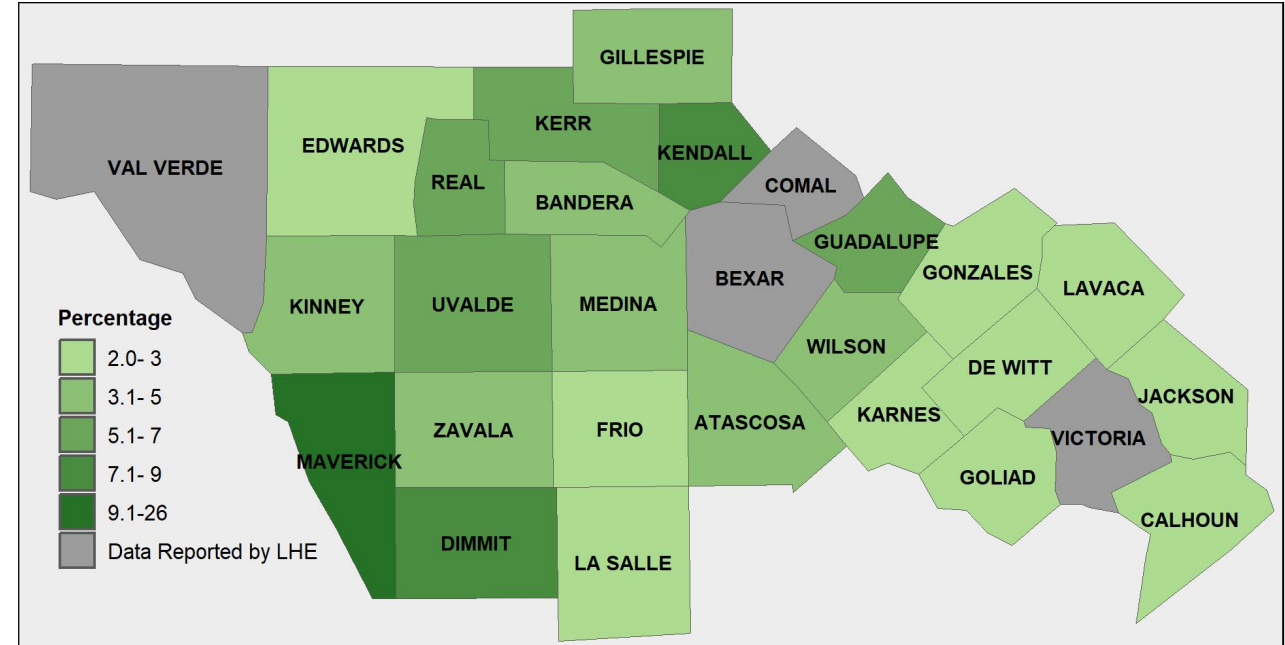 GILLESPIE
KERR
EDWARDS
KENDALL
VAL VERDE
REAL
COMAL
BANDERA
GUADALUPE
GONZALES
BEXAR
LAVACA
KINNEY
UVALDE
MEDINA
WILSON
DE WITT
JACKSON
KARNES
ATASCOSA
ZAVALA
FRIO
VICTORIA
MAVERICK
GOLIAD
CALHOUN
DIMMIT
LA SALLE
Percentage
2.0- 3
3.1- 5
5.1- 7
7.1- 9
9.1-26
Data Reported by LHE